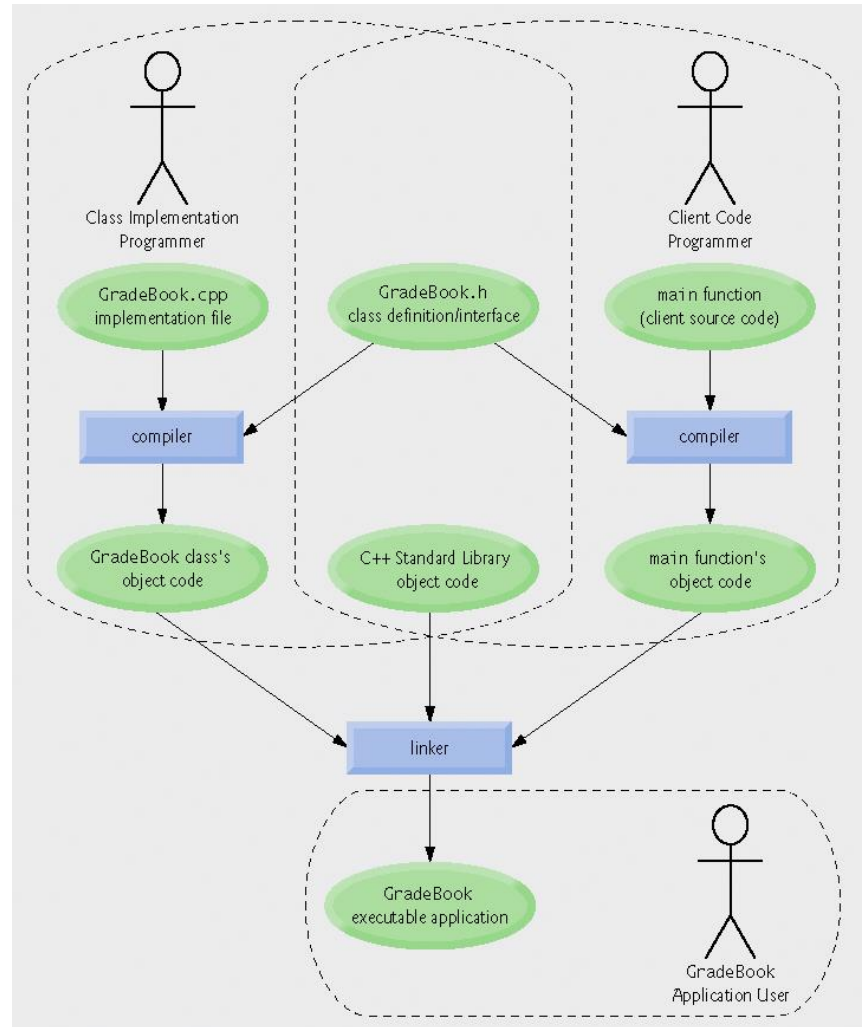 Class Implementation
Programmer
Client Code
Programmer
GradeBook.cpp
implementation file
GradeBook.h
class definition/interface
main function
(client source code)
compiler
compiler
GradeBook class's
object code
C++ Standard Library
object code
main function's
object code
linker
GradeBook
executable application
GradeBook
Application User